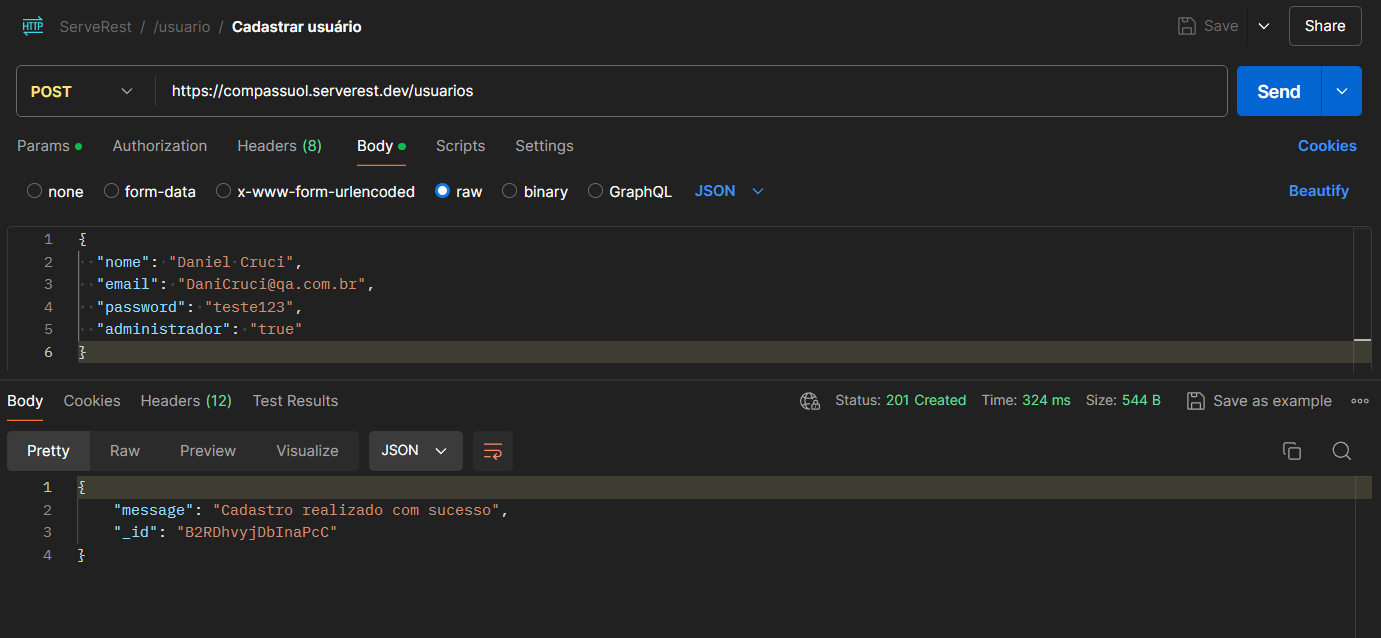 HTTP ServeRest / /usuario / Cadastrar usuário Save Share
POST https://compassuol.serverest.dev/usuarios Send
Params Authorization Headers (8) Body Scripts Settings Cookies
none form-data x-www-form-urlencoded raw binary GraphQL JSON Beautify
1 {
2 "nome": "Daniel Cruci",
3 "email": "DaniCruci@qa.com.br",
4 "password": "teste123",
5 "administrador": "true"
6 }
Body Cookies Headers (12) Test Results Status: 201 Created Time: 324 ms Size: 544 B Save as example
Pretty Raw Preview Visualize JSON
1 {
2 "message": "Cadastro realizado com sucesso",
3 "_id": "B2RDhvyjDbInaPcC"
4 }